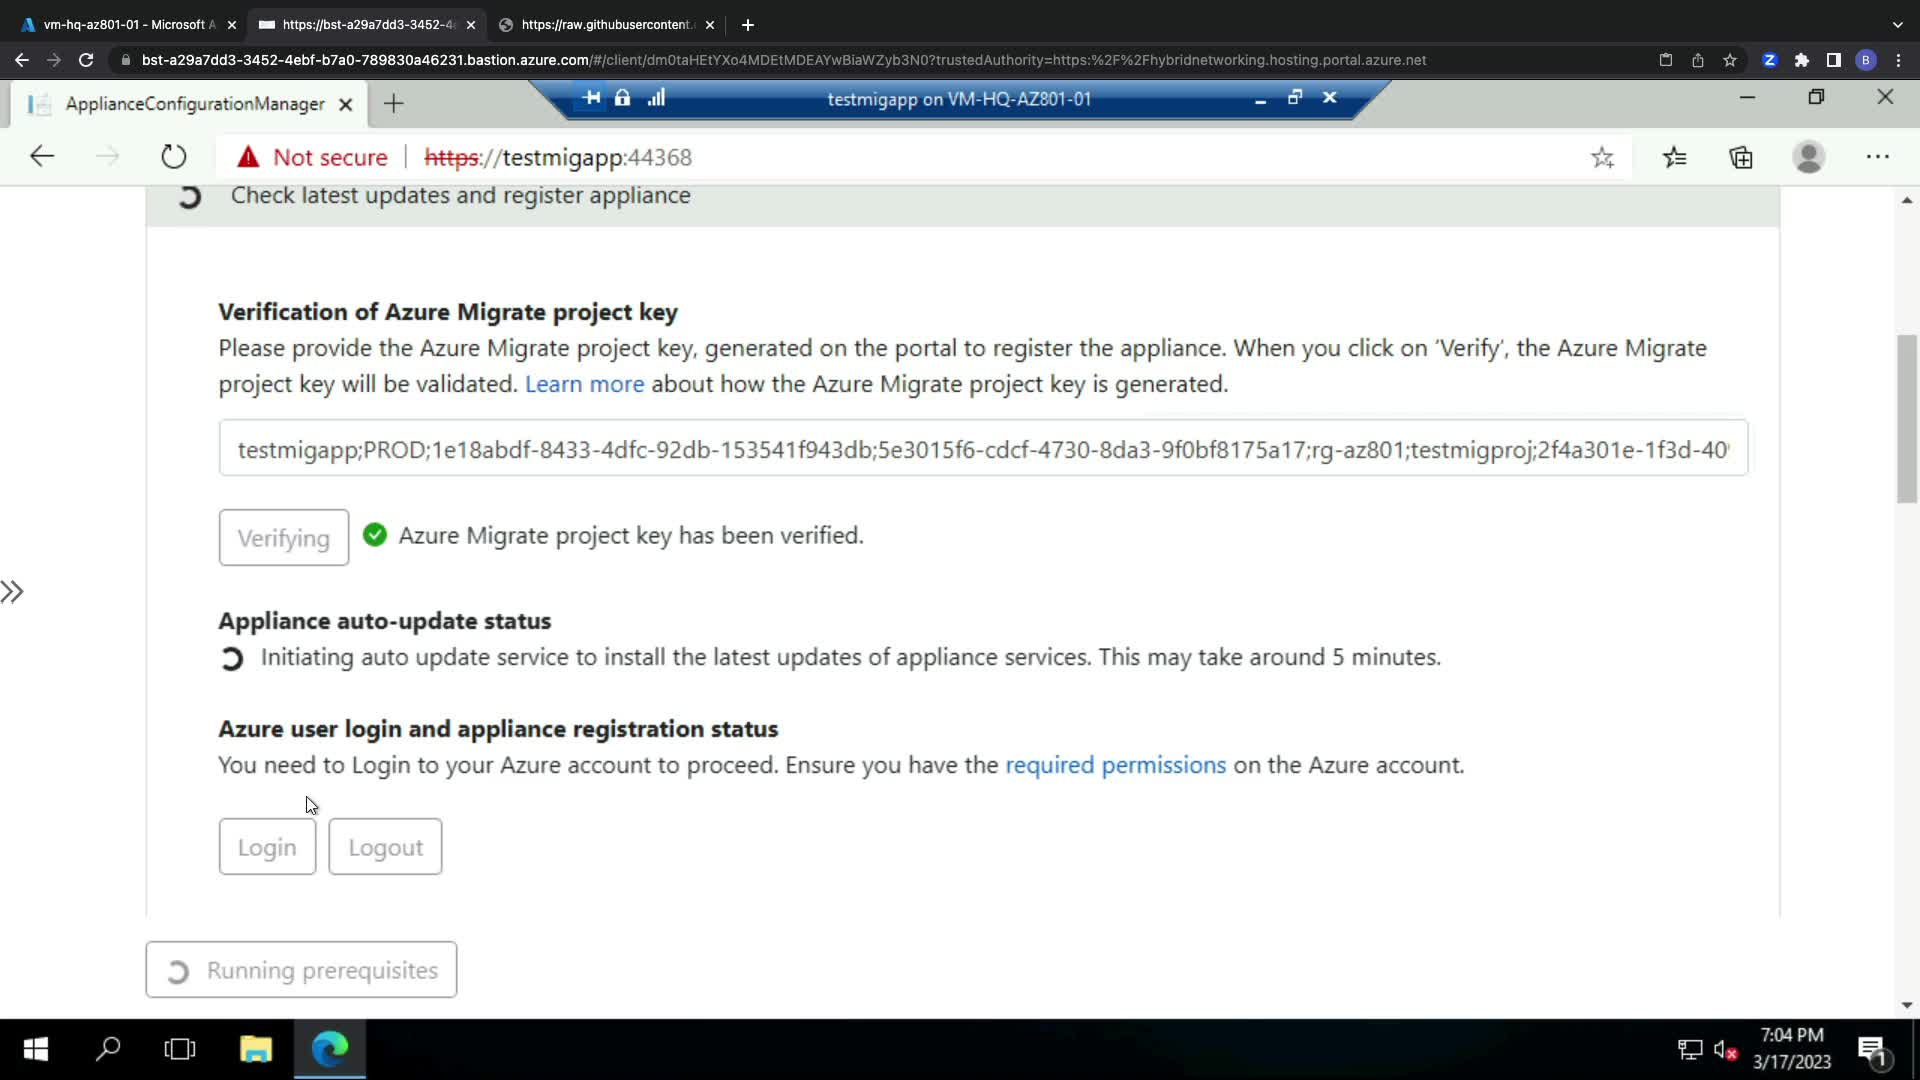 vm-hq-az801-01 - Microsoft A
https://bst-a29a7dd3-3452-4e
https://raw.githubusercontent.
bst-a29a7dd3-3452-4ebf-b7a0-789830a46231.bastion.azure.com/#/client/dm0taHEtYXo4MDEtMDEAYwBiaWZyb3N0?trustedAuthority=https:%2F%2Fhybridnetworking.hosting.portal.azure.net
Z
B
ApplianceConfigurationManager
testmigapp on VM-HQ-AZ801-01
Not secure
https://testmigapp:44368
Check latest updates and register appliance
Verification of Azure Migrate project key
Please provide the Azure Migrate project key, generated on the portal to register the appliance. When you click on ‘Verify’, the Azure Migrate
project key will be validated. Learn more about how the Azure Migrate project key is generated.
testmigapp;PROD;1e18abdf-8433-4dfc-92db-153541f943db;5e3015f6-cdcf-4730-8da3-9f0bf8175a17;rg-az801;testmigproj;2f4a301e-1f3d-40
Verifying
Azure Migrate project key has been verified.
Appliance auto-update status
Initiating auto update service to install the latest updates of appliance services. This may take around 5 minutes.
Azure user login and appliance registration status
You need to Login to your Azure account to proceed. Ensure you have the required permissions on the Azure account.
Login
Logout
Running prerequisites
7:04 PM
3/17/2023
1